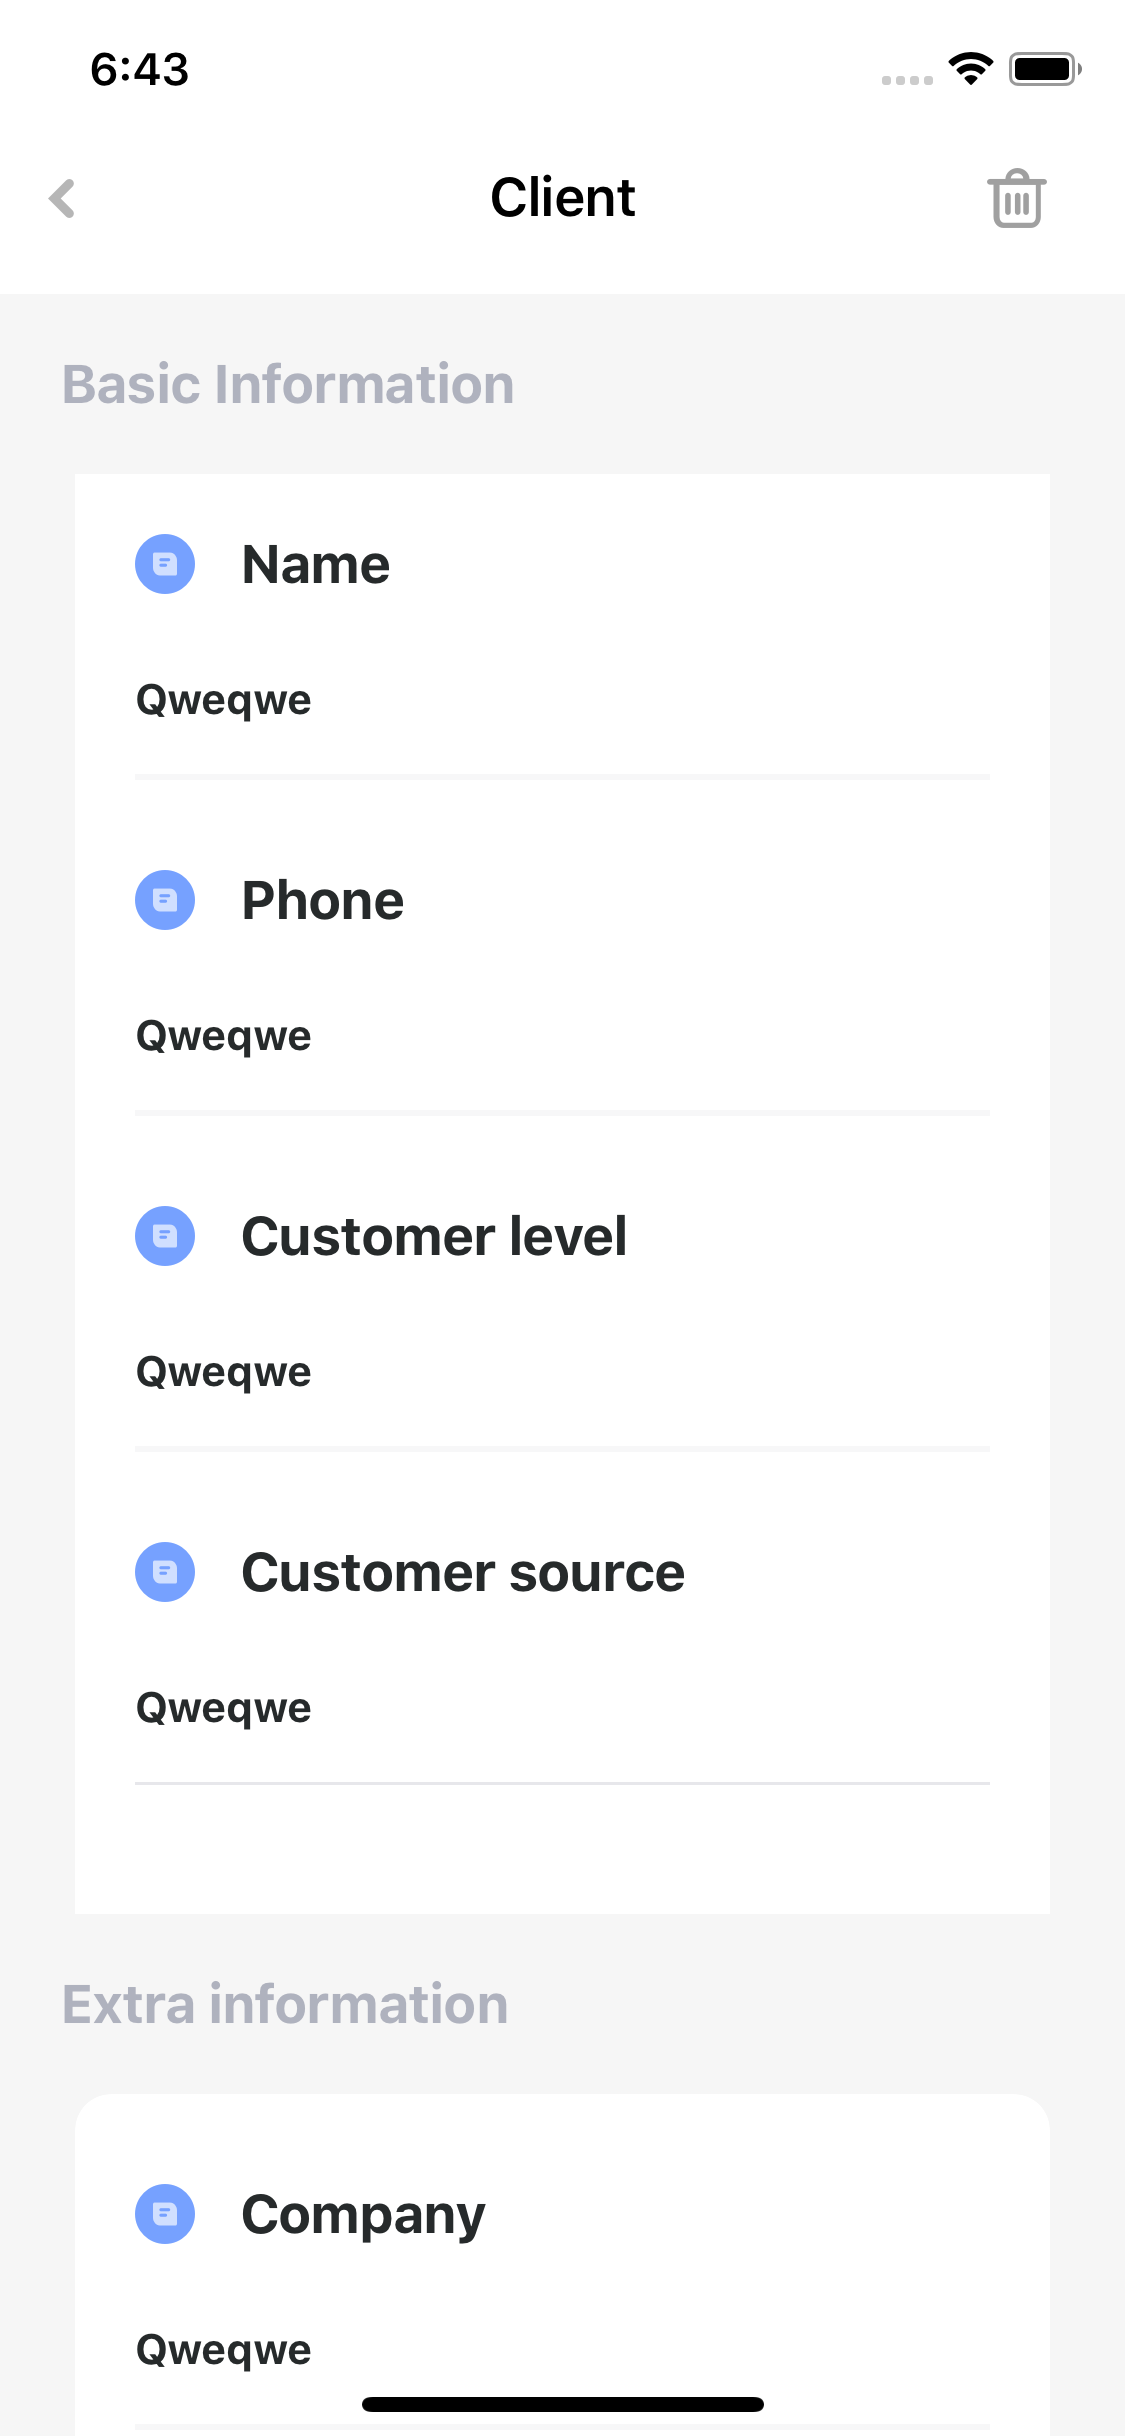 6:43
Client
Basic Information
Name
Qweqwe
Phone
Qweqwe
Customer level
Qweqwe
Customer source
Qweqwe
Extra information
Company
Qweqwe